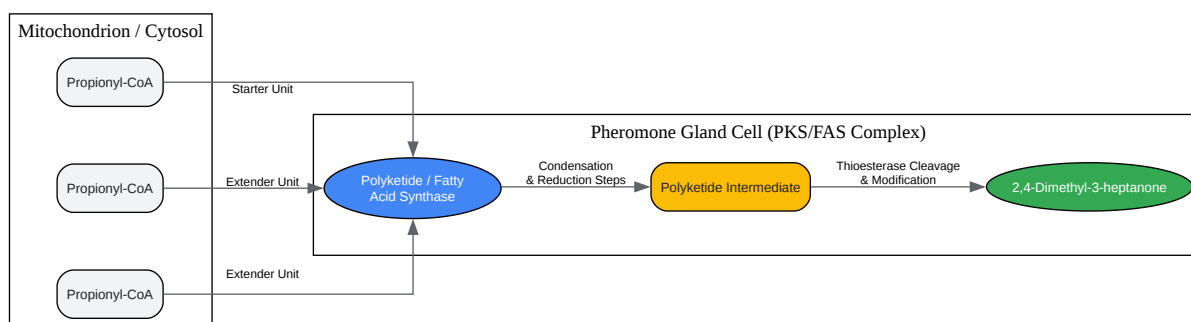 Mitochondrion / Cytosol
Propionyl-CoA
Starter Unit
Pheromone Gland Cell (PKS/FAS Complex)
Propionyl-CoA
Extender Unit
Polyketide / Fatty
Acid Synthase
Condensation
& Reduction Steps
Polyketide Intermediate
Thioesterase Cleavage
& Modification
2,4-Dimethyl-3-heptanone
Propionyl-CoA
Extender Unit